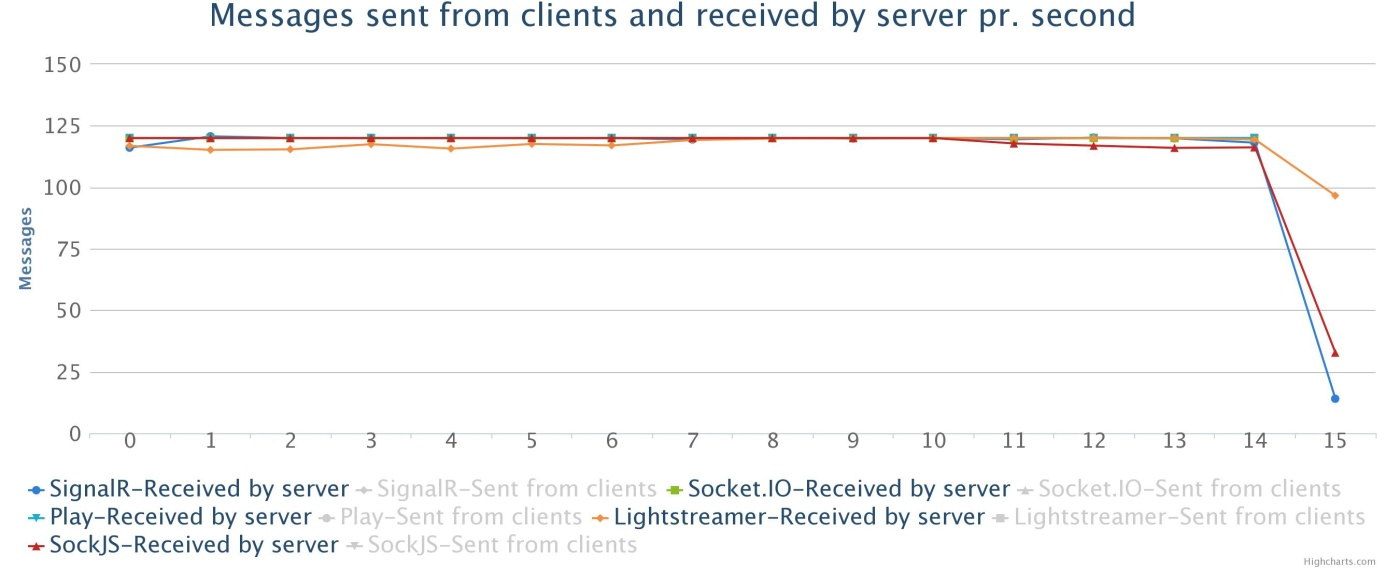 Messages sent from clients and received by server pr. second
150
125
100
75
50
25
0
Messages
0 1 2 3 4 5 6 7 8 9 10 11 12 13 14 15
SignalR-Received by server SignalR-Sent from clients Socket.IO-Received by server Socket.IO-Sent from clients
Play-Received by server Play-Sent from clients Lightstreamer-Received by server Lightstreamer-Sent from clients
SockJS-Received by server SockJS-Sent from clients
Highcharts.com